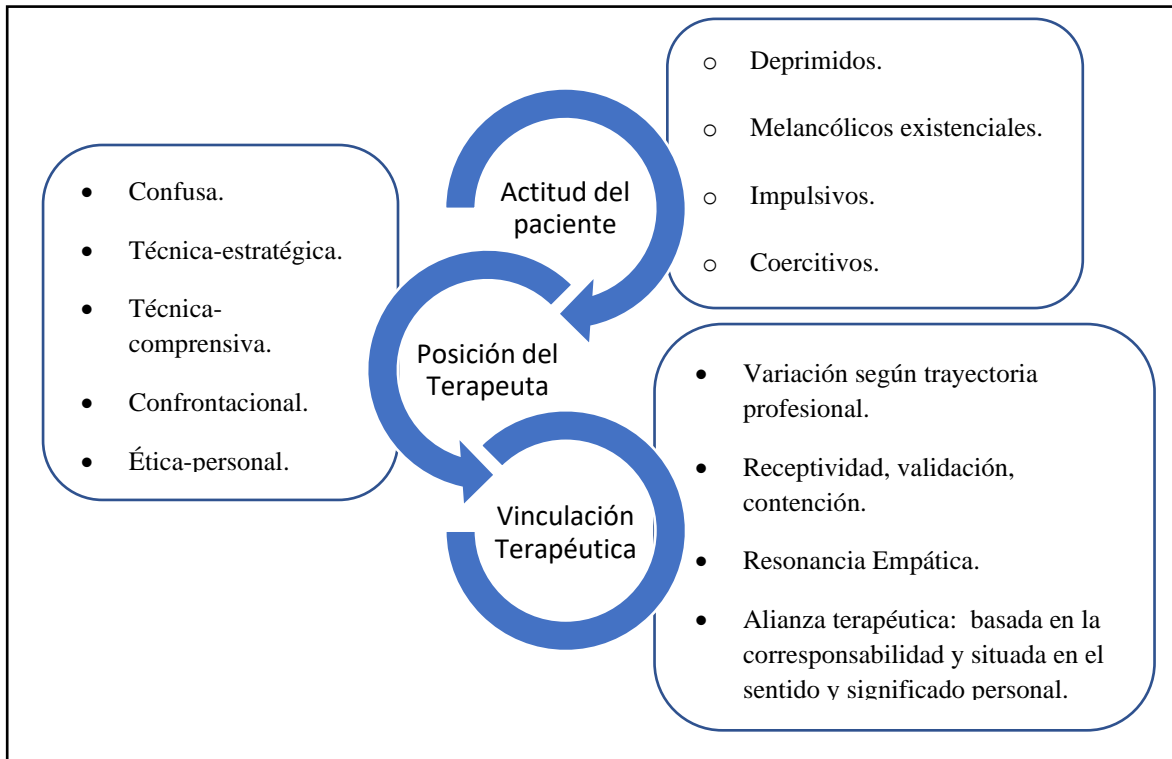 Actitud del
paciente
o Deprimidos.
o Melancólicos existenciales.
o Impulsivos.
o Coercitivos.
Posición del
Terapeuta
• Confusa.
• Técnica-estratégica.
• Técnica-
comprensiva.
• Confrontacional.
• Ética-personal.
Vinculación
Terapéutica
• Variación según trayectoria
profesional.
• Receptividad, validación,
contención.
• Resonancia Empática.
• Alianza terapéutica: basada en la
corresponsabilidad y situada en el
sentido y significado personal.